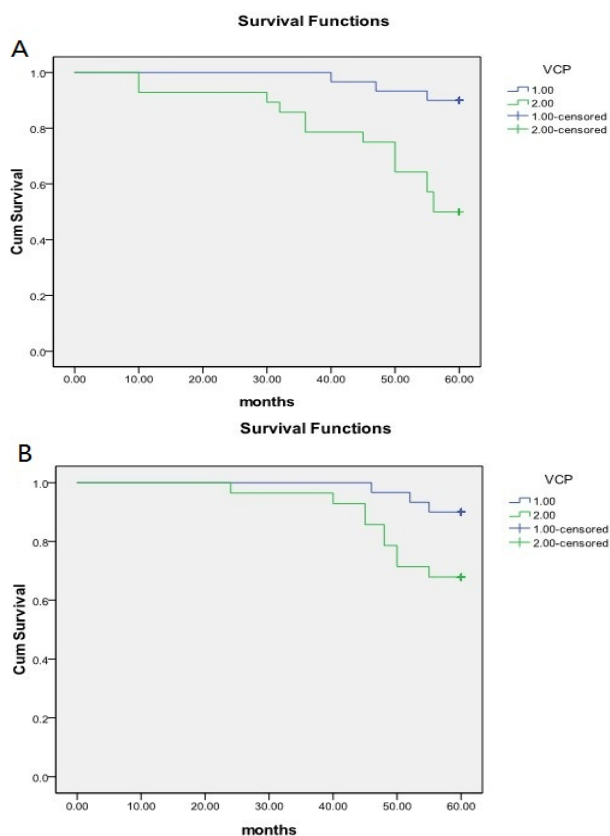 Survival Functions
A
VCP
1.00
2.00
1.00-censored
2.00-censored
1.0
0.8
0.6
0.4
0.2
0.0
Cum Survival
0.00 10.00 20.00 30.00 40.00 50.00 60.00
months
Survival Functions
B
VCP
1.00
2.00
1.00-censored
2.00-censored
1.0
0.8
0.6
0.4
0.2
0.0
Cum Survival
0.00 10.00 20.00 30.00 40.00 50.00 60.00
months